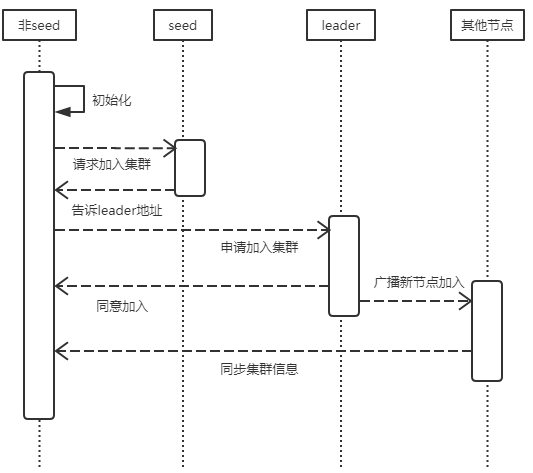 非seed
seed
leader
其他节点
初始化
请求加入集群
告诉leader地址
申请加入集群
广播新节点加入
同意加入
同步集群信息